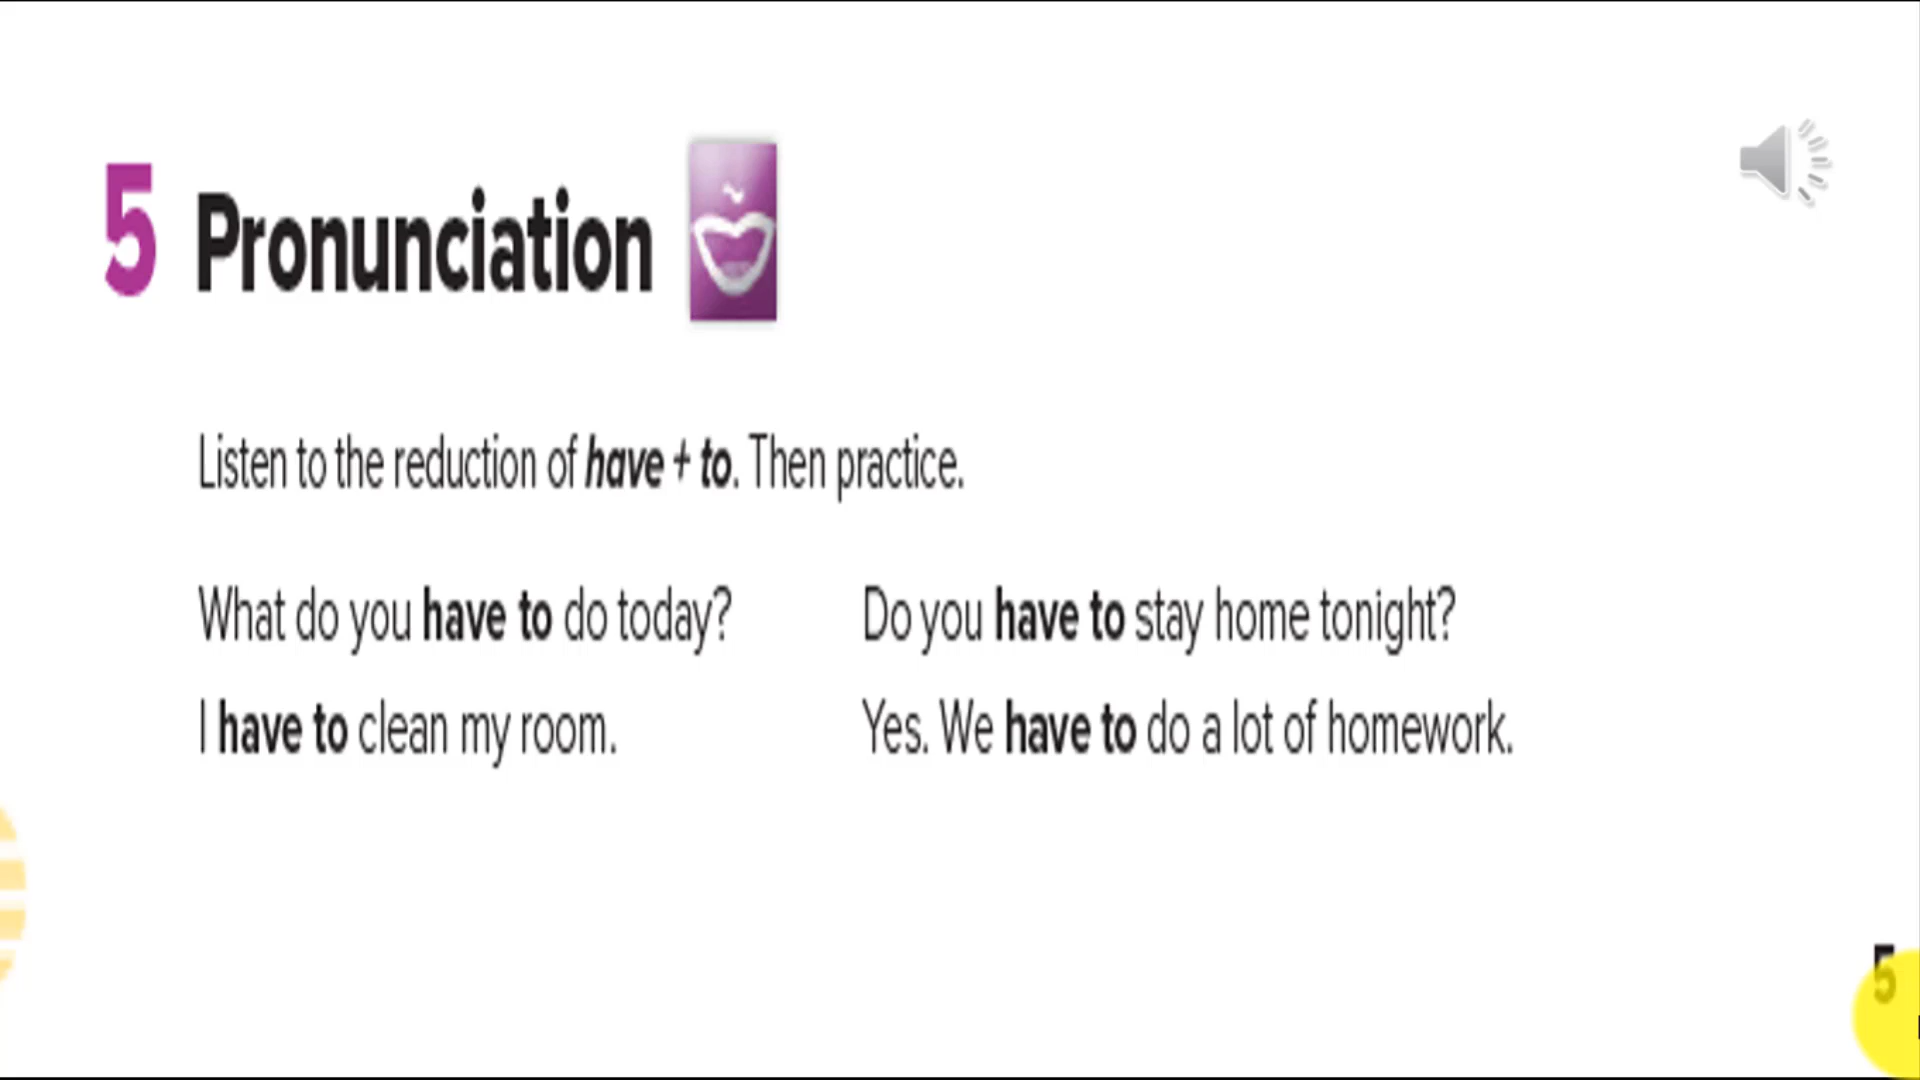 5 Pronunciation
Listen to the reduction of have + to. Then practice.
What do you have to do today?
I have to clean my room.
Do you have to stay home tonight?
Yes. We have to do a lot of homework.
5